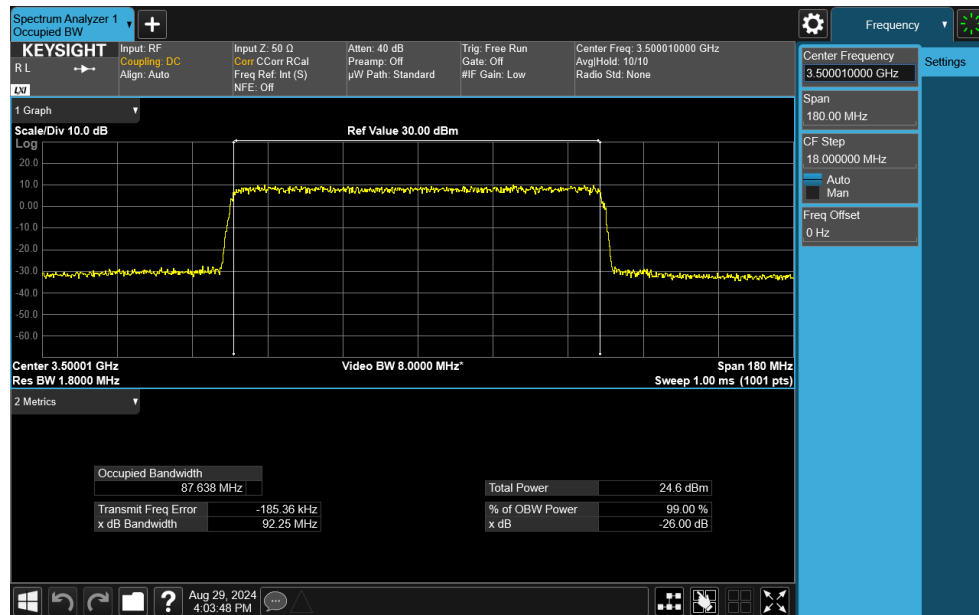 Spectrum Analyzer 1
Occupied BW
+
Frequency
KEYSIGHT
R L
LXI
Input: RF
Coupling: DC
Align: Auto
Input Z: 50 Ω
Corr CCorr RCal
Freq Ref: Int (S)
NFE: Off
Atten: 40 dB
Preamp: Off
µW Path: Standard
Trig: Free Run
Gate: Off
#IF Gain: Low
Center Freq: 3.500010000 GHz
Avg|Hold: 10/10
Radio Std: None
Center Frequency
3.500010000 GHz
Settings
Span
180.00 MHz
CF Step
18.000000 MHz
Auto
Man
Freq Offset
0 Hz
1 Graph
Scale/Div 10.0 dB
Ref Value 30.00 dBm
Log
20.0
10.0
0.00
-10.0
-20.0
-30.0
-40.0
-50.0
-60.0
Center 3.50001 GHz
Video BW 8.0000 MHz*
Span 180 MHz
Res BW 1.8000 MHz
Sweep 1.00 ms (1001 pts)
2 Metrics
Occupied Bandwidth
87.638 MHz
Total Power 24.6 dBm
Transmit Freq Error -185.36 kHz
% of OBW Power 99.00 %
x dB Bandwidth 92.25 MHz
x dB -26.00 dB
?
Aug 29, 2024
4:03:48 PM